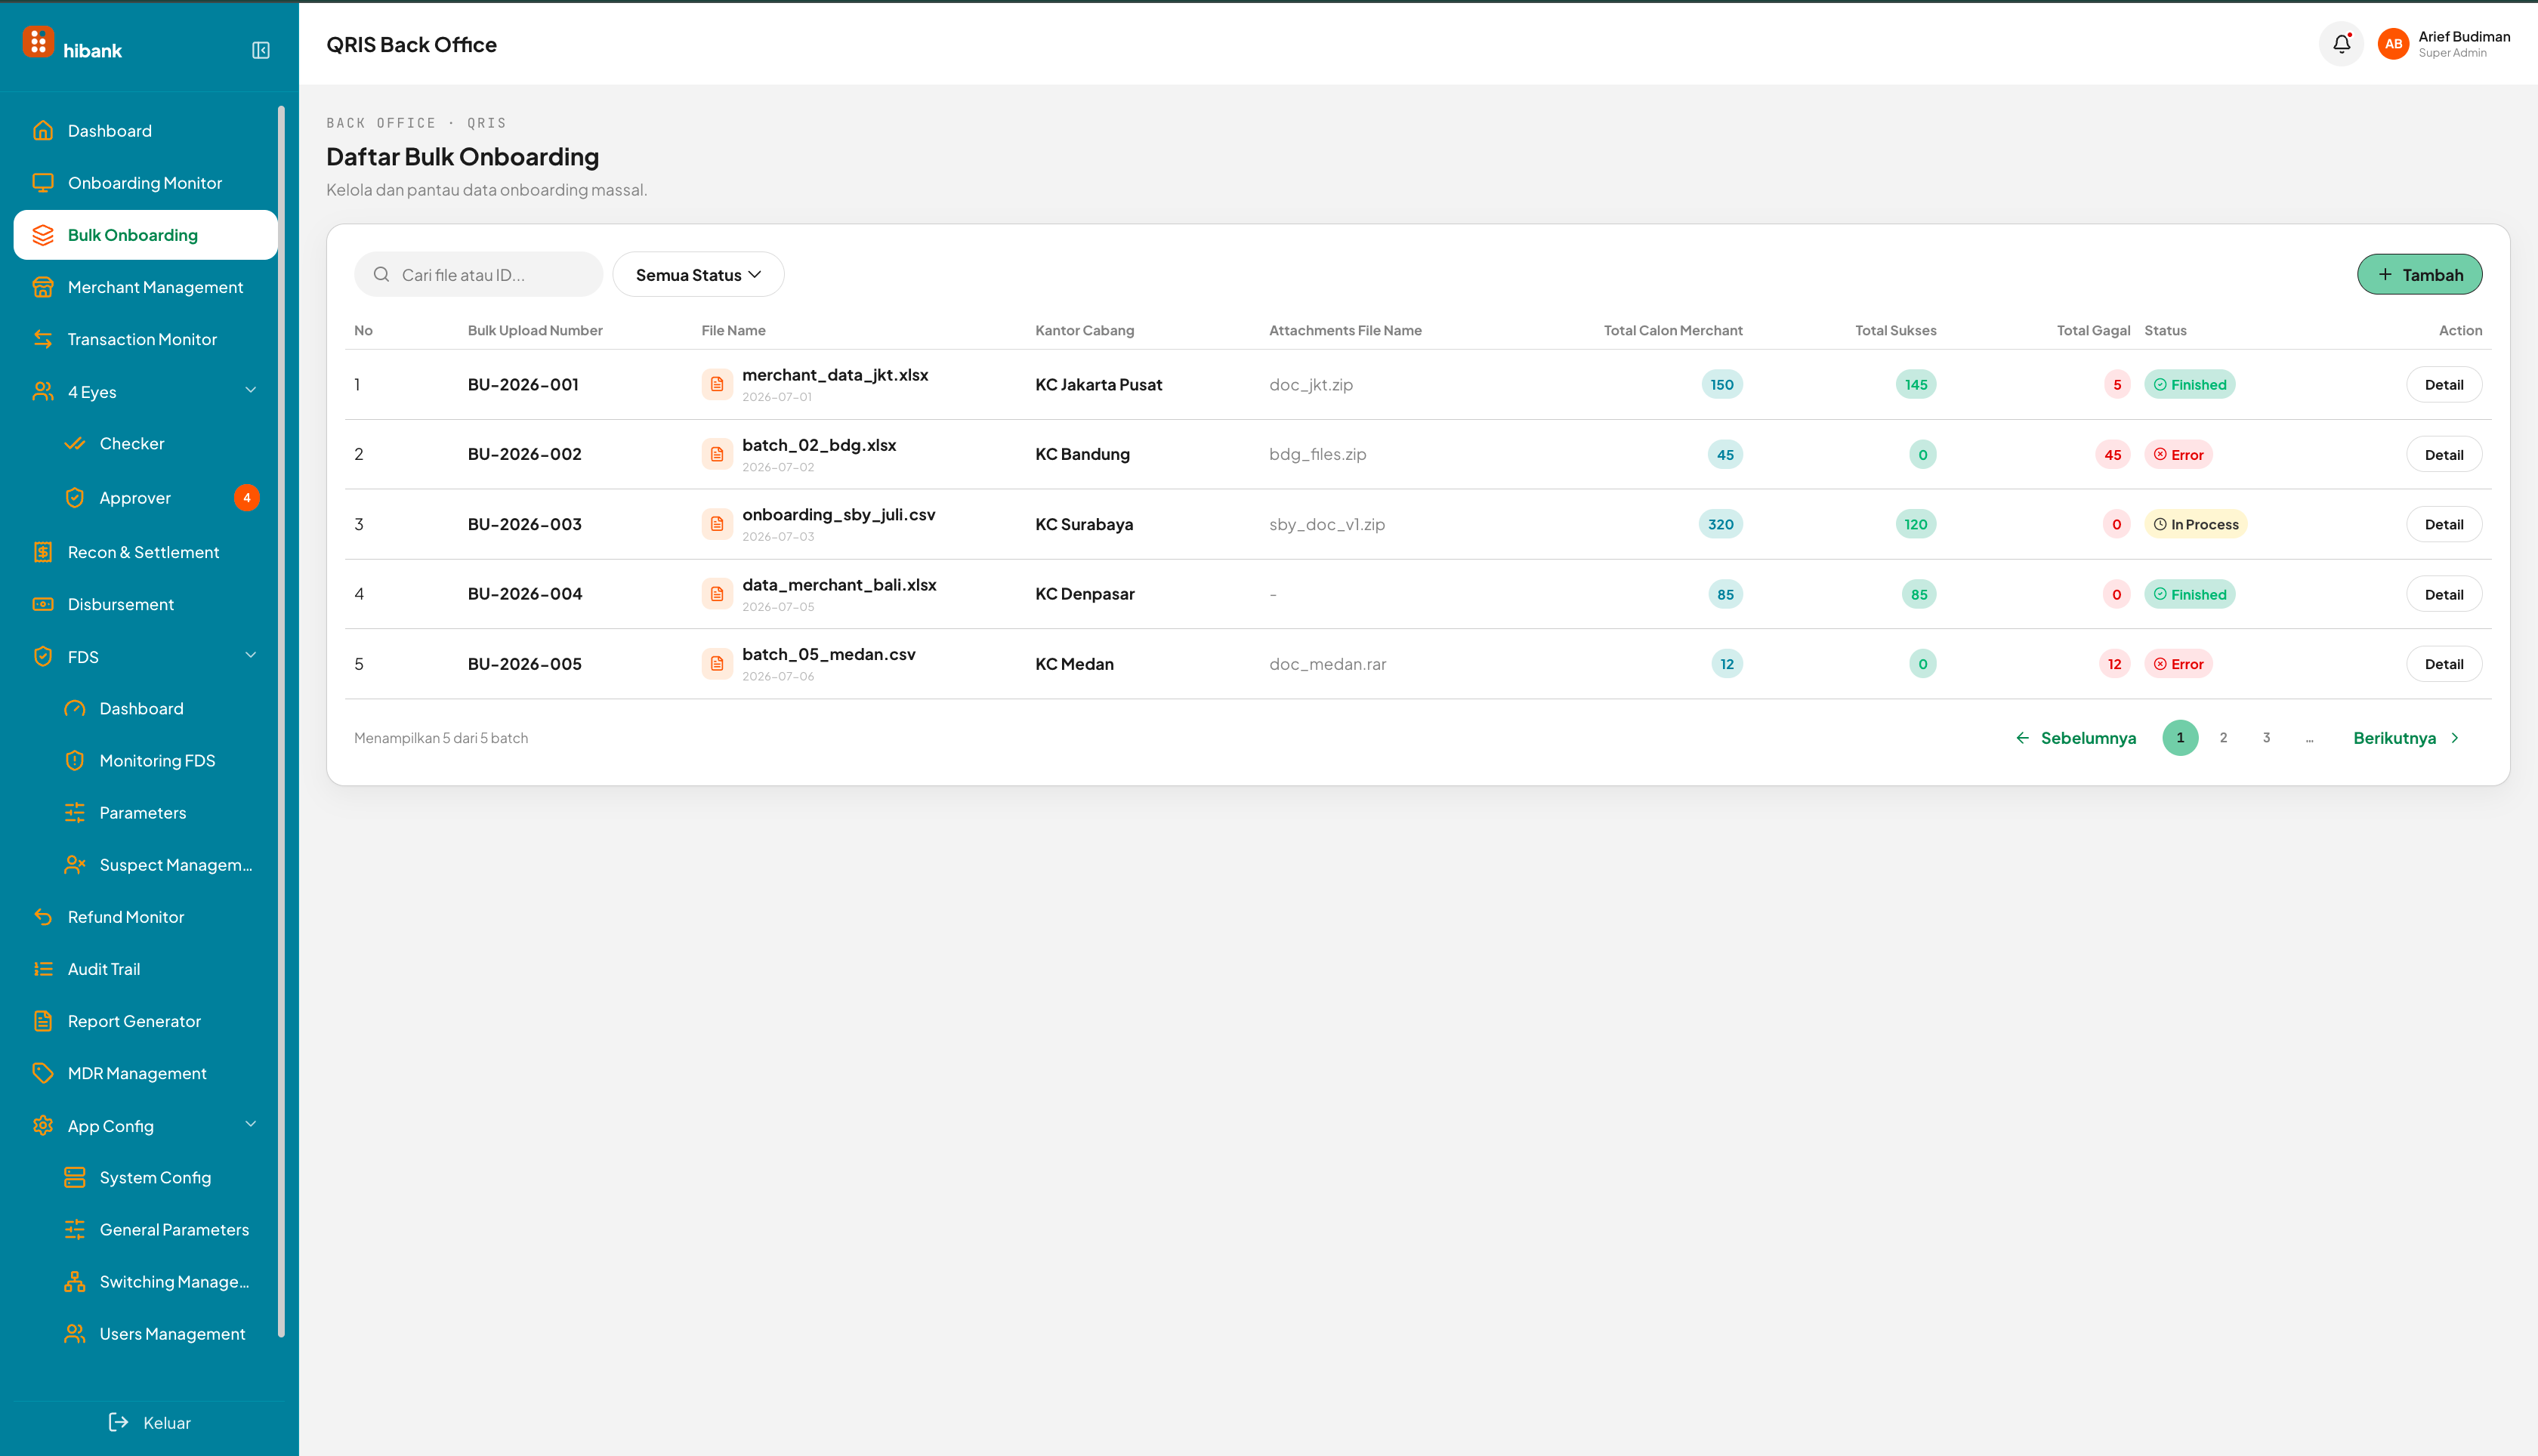 hibank
QRIS Back Office
AB
Arief Budiman
Super Admin
Dashboard
Onboarding Monitor
Bulk Onboarding
Merchant Management
Transaction Monitor
4 Eyes
Checker
Approver 4
Recon & Settlement
Disbursement
FDS
Dashboard
Monitoring FDS
Parameters
Suspect Managem...
Refund Monitor
Audit Trail
Report Generator
MDR Management
App Config
System Config
General Parameters
Switching Manage...
Users Management
Keluar
BACK OFFICE · QRIS
Daftar Bulk Onboarding
Kelola dan pantau data onboarding massal.
Cari file atau ID... Semua Status + Tambah
No Bulk Upload Number File Name Kantor Cabang Attachments File Name Total Calon Merchant Total Sukses Total Gagal Status Action
1 BU-2026-001 merchant_data_jkt.xlsx KC Jakarta Pusat doc_jkt.zip 150 145 5 Finished Detail
2026-07-01
2 BU-2026-002 batch_02_bdg.xlsx KC Bandung bdg_files.zip 45 0 45 Error Detail
2026-07-02
3 BU-2026-003 onboarding_sby_juli.csv KC Surabaya sby_doc_v1.zip 320 120 0 In Process Detail
2026-07-03
4 BU-2026-004 data_merchant_bali.xlsx KC Denpasar - 85 85 0 Finished Detail
2026-07-05
5 BU-2026-005 batch_05_medan.csv KC Medan doc_medan.rar 12 0 12 Error Detail
2026-07-06
Menampilkan 5 dari 5 batch Sebelumnya 1 2 3 ... Berikutnya